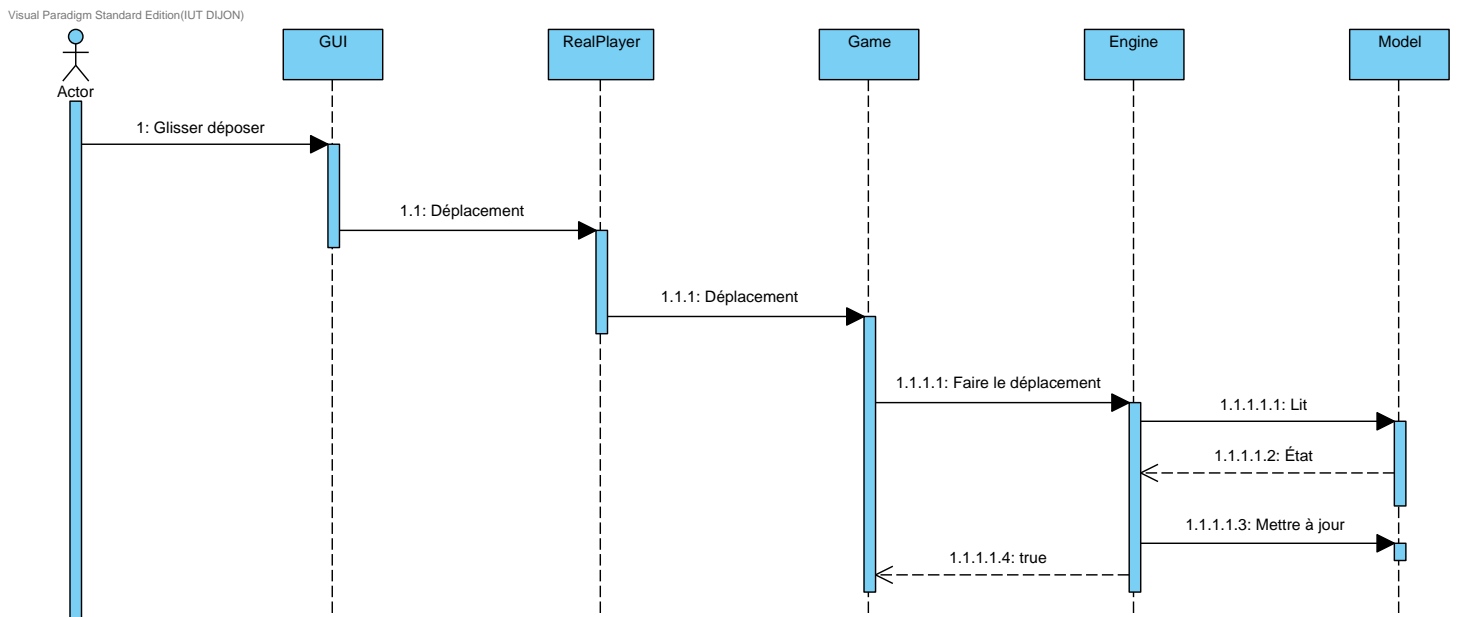 Visual Paradigm Standard Edition(IUT DIJON)
Actor
GUI
RealPlayer
Game
Engine
Model
1: Glisser déposer
1.1: Déplacement
1.1.1: Déplacement
1.1.1.1: Faire le déplacement
1.1.1.1.1: Lit
1.1.1.1.2: État
1.1.1.1.3: Mettre à jour
1.1.1.1.4: true